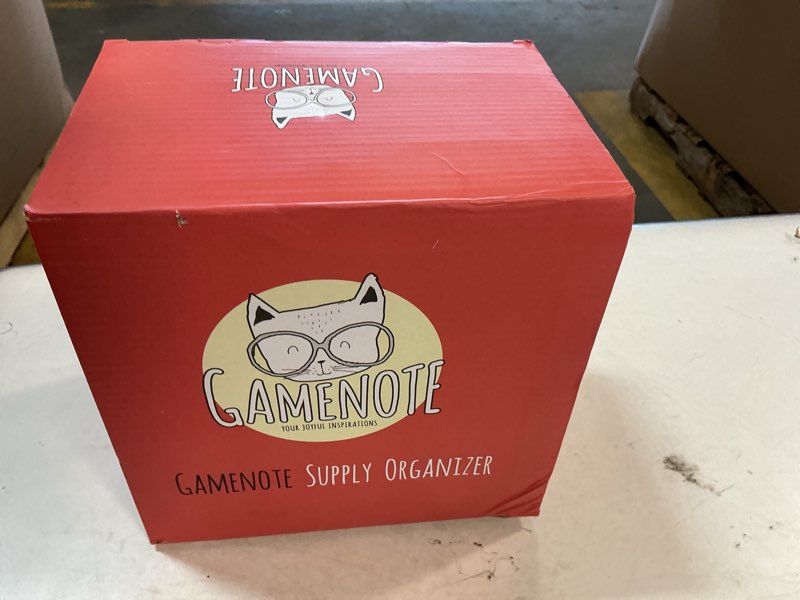 GAMENOTE
GAMENOTE
YOUR JOYFUL INSPIRATIONS
GAMENOTE SUPPLY ORGANIZER